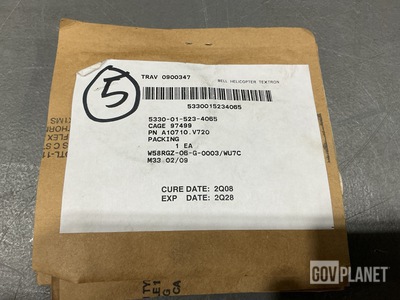 TRAV 0900347
BELL HELICOPTER TEXTRON
5
5330015234065
5330-01-523-4065
CAGE 97499
PN A10710.V720
PACKING
1 EA
W58RGZ-06-G-0003/WU7C
M33 02/09
CURE DATE: 2Q08
EXP DATE: 2Q28
GOVPLANET